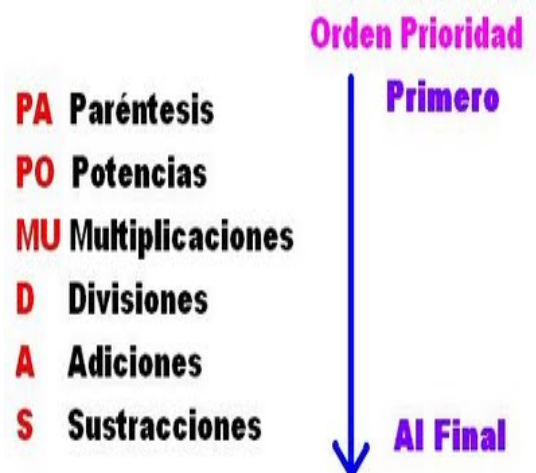 Orden Prioridad
Primero
PA Paréntesis
PO Potencias
MU Multiplicaciones
D Divisiones
A Adiciones
S Sustracciones
Al Final